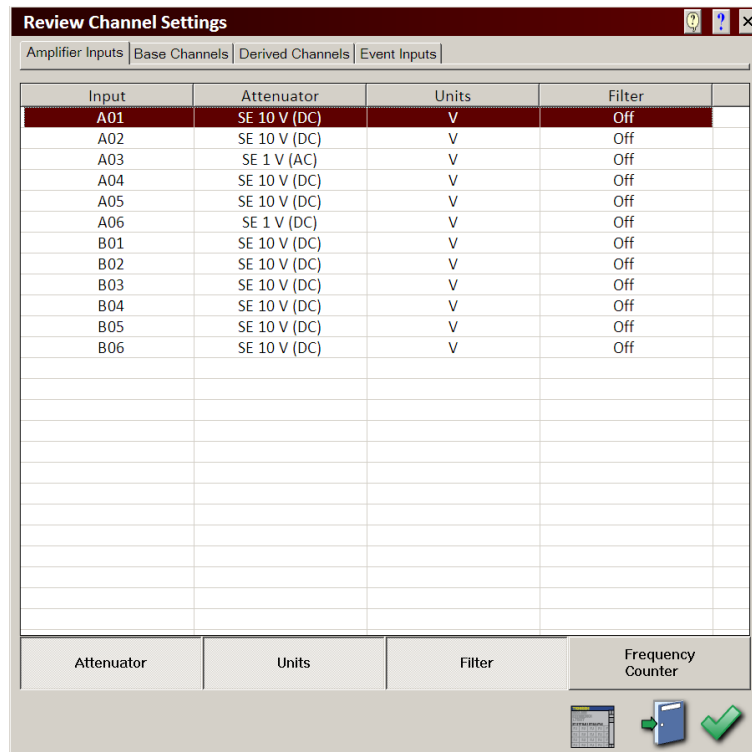 Review Channel Settings
Amplifier Inputs Base Channels Derived Channels Event Inputs
Input Attenuator Units Filter
A01 SE 10 V (DC) V Off
A02 SE 10 V (DC) V Off
A03 SE 1 V (AC) V Off
A04 SE 10 V (DC) V Off
A05 SE 10 V (DC) V Off
A06 SE 1 V (DC) V Off
B01 SE 10 V (DC) V Off
B02 SE 10 V (DC) V Off
B03 SE 10 V (DC) V Off
B04 SE 10 V (DC) V Off
B05 SE 10 V (DC) V Off
B06 SE 10 V (DC) V Off
Attenuator Units Filter Frequency
Counter